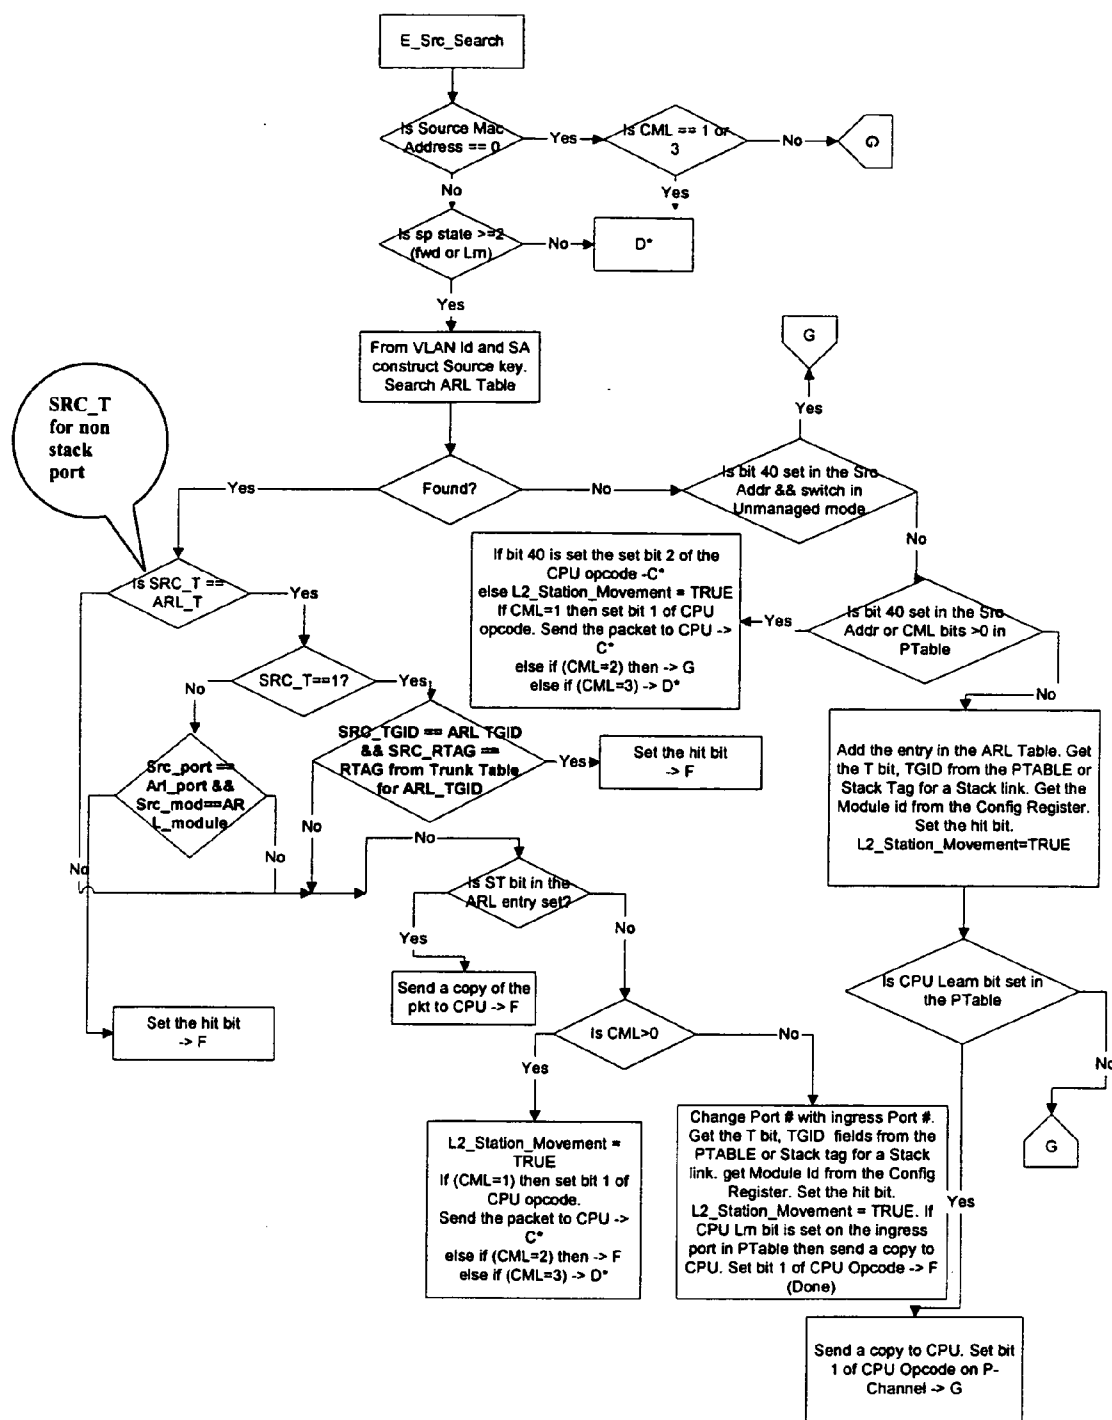 E_Src_Search
Is Source Mac
Address == 0
Yes
Is CML == 1 or
3
No
G
No
Yes
Is sp state >=2
(fwd or Lrn)
No
D*
Yes
From VLAN Id and SA
construct Source key.
Search ARL Table
G
Yes
SRC_T
for non
stack
port
Yes
Found?
No
Is bit 40 set in the Src
Addr && switch in
Unmanaged mode
No
If bit 40 is set the set bit 2 of the
CPU opcode -C*
else L2_Station_Movement = TRUE
If CML=1 then set bit 1 of CPU
opcode. Send the packet to CPU ->
C*
else if (CML=2) then -> G
else if (CML=3) -> D*
Yes
Is bit 40 set in the Src
Addr or CML bits >0 in
PTable
No
Is SRC_T ==
ARL_T
Yes
SRC_T==1?
No
Yes
Src_port ==
Arl_port &&
Src_mod==AR
L_module
SRC_TGID == ARL TGID
&& SRC_RTAG ==
RTAG from Trunk Table
for ARL_TGID
Yes
Set the hit bit
-> F
Add the entry in the ARL Table. Get
the T bit, TGID from the PTABLE or
Stack Tag for a Stack link. Get the
Module id from the Config Register.
Set the hit bit.
L2_Station_Movement=TRUE
No
No
No
No
Is ST bit in the
ARL entry set?
Yes
No
Send a copy of the
pkt to CPU -> F
Is CPU Learn bit set in
the PTable
Set the hit bit
-> F
Is CML>0
No
Yes
No
G
L2_Station_Movement =
TRUE
If (CML=1) then set bit 1 of
CPU opcode.
Send the packet to CPU ->
C*
else if (CML=2) then -> F
else if (CML=3) -> D*
Change Port # with ingress Port #.
Get the T bit, TGID fields from the
PTABLE or Stack tag for a Stack
link. get Module Id from the Config
Register. Set the hit bit.
L2_Station_Movement = TRUE. If
CPU Lrn bit is set on the ingress
port in PTable then send a copy to
CPU. Set bit 1 of CPU Opcode -> F
(Done)
Yes
Send a copy to CPU. Set bit
1 of CPU Opcode on P-
Channel -> G